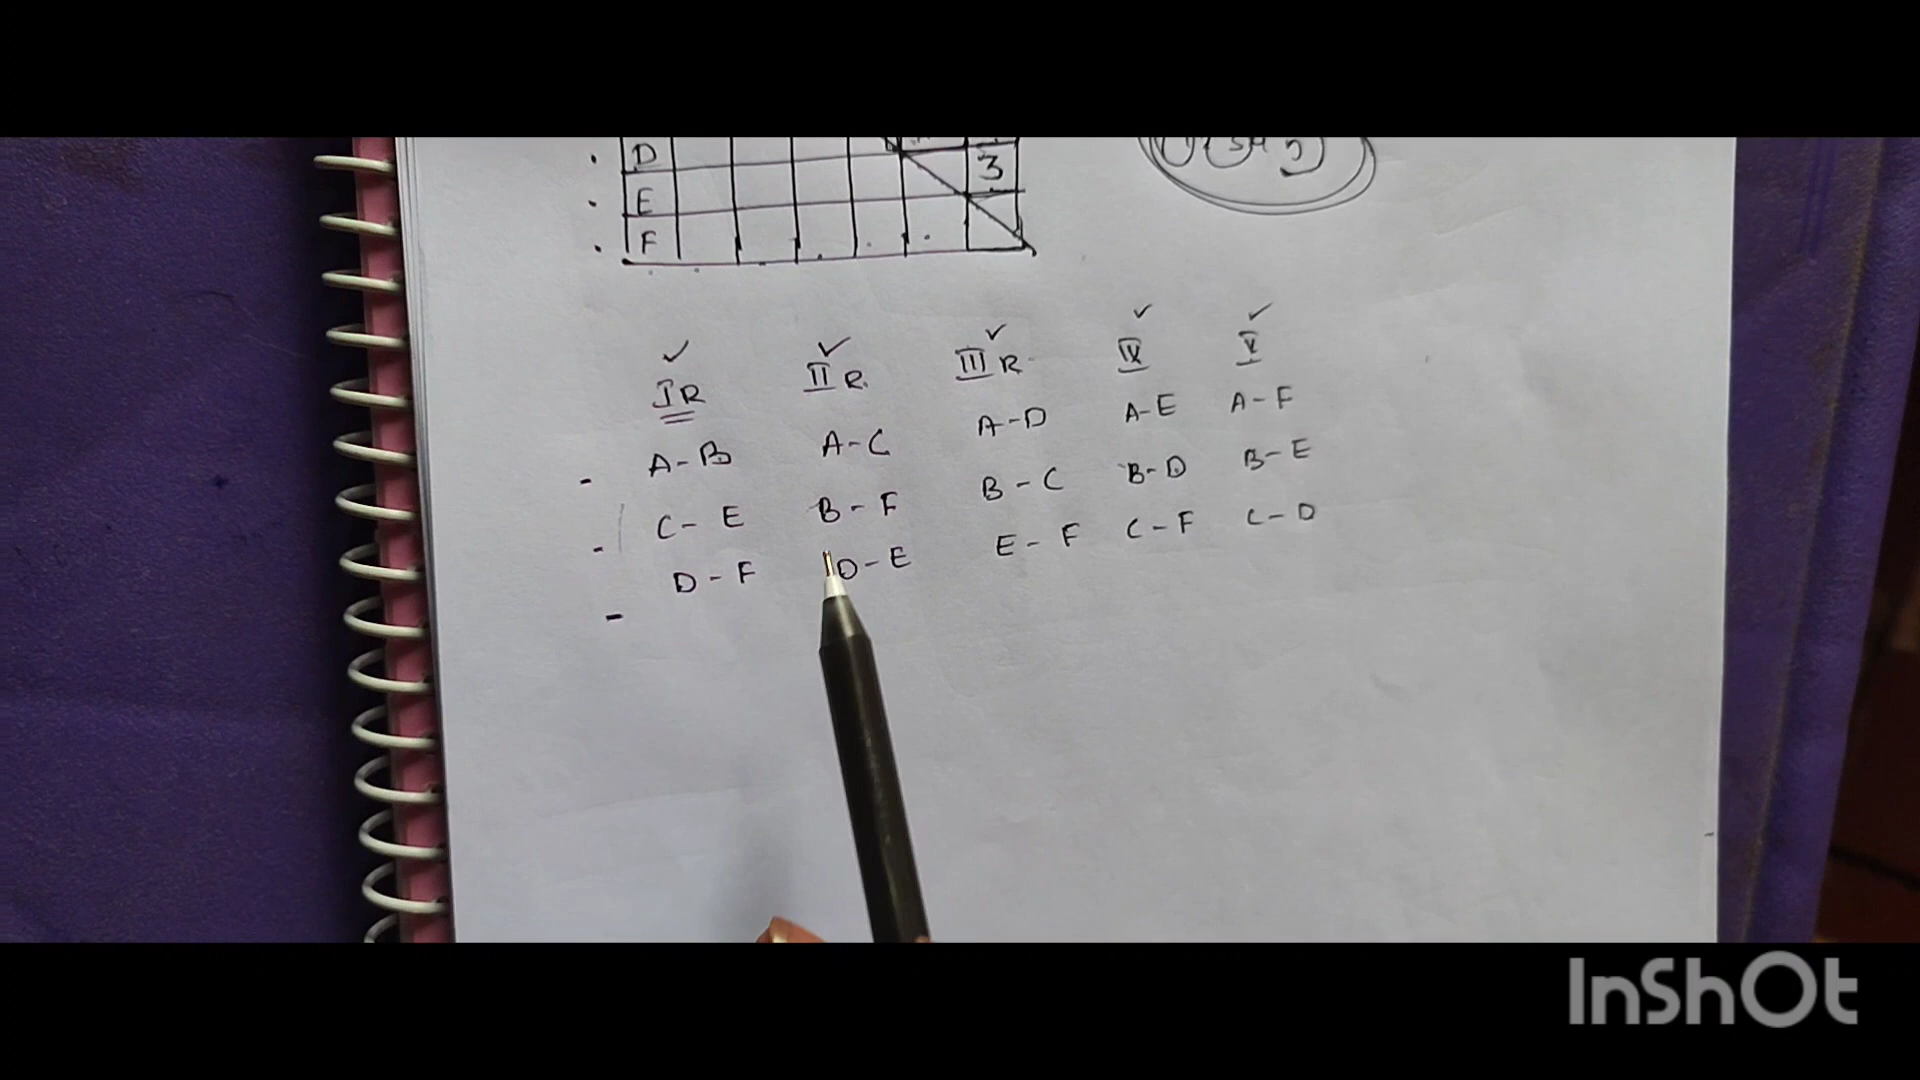 D 3
E
F
I R II R. III R IV V
A - B A - C A - D A - E A - F
C - E B - F B - C B - D B - E
D - F D - E E - F C - F C - D
InShOt